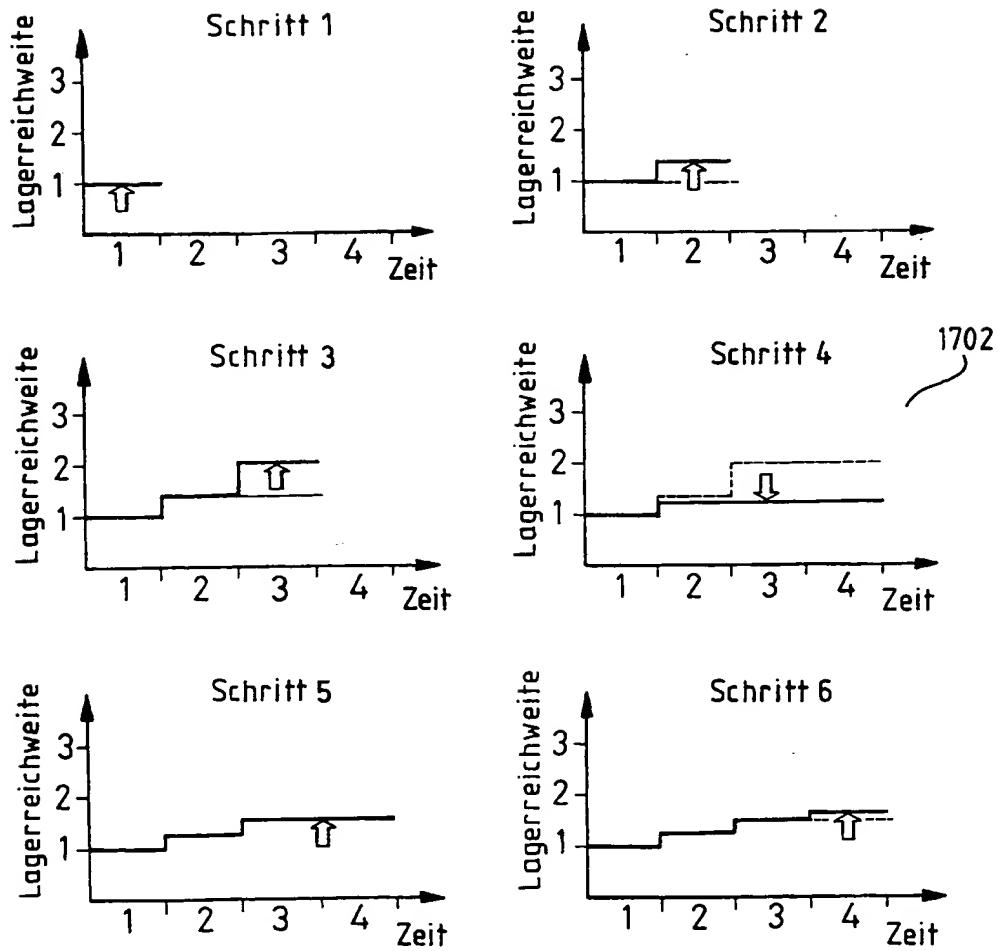 Schritt 1
Lagerreichweite
3
2
1
1 2 3 4
Zeit
Schritt 2
Lagerreichweite
3
2
1
1 2 3 4
Zeit
Schritt 3
Lagerreichweite
3
2
1
1 2 3 4
Zeit
Schritt 4
1702
Lagerreichweite
3
2
1
1 2 3 4
Zeit
Schritt 5
Lagerreichweite
3
2
1
1 2 3 4
Zeit
Schritt 6
Lagerreichweite
3
2
1
1 2 3 4
Zeit